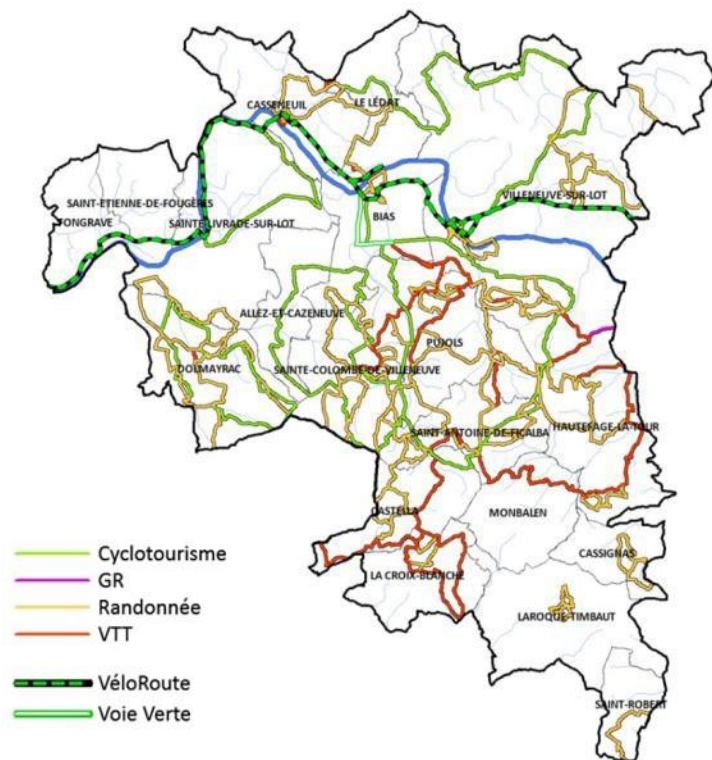 CASSENEUIL
LE LÉDAT
SAINT-ETIENNE-DE-FOUGÈRES
VILLENEUVE-SUR-LOT
FONGRAVE
SAINTE-LIVRADE-SUR-LOT
BIAS
ALLEZ-ET-CAZENEUVE
PUJOLS
DOLMAYRAC
SAINTE-COLOMBE-DE-VILLENEUVE
SAINT-ANTOINE-DE-FICALBA
HAUTEFAGE-LA-TOUR
CASTELLA
MONBALEN
CASSIGNAS
LA CROIX-BLANCHE
LAROQUE-TIMBAUT
SAINT-ROBERT
Cyclotourisme
GR
Randonnée
VTT
VéloRoute
Voie Verte